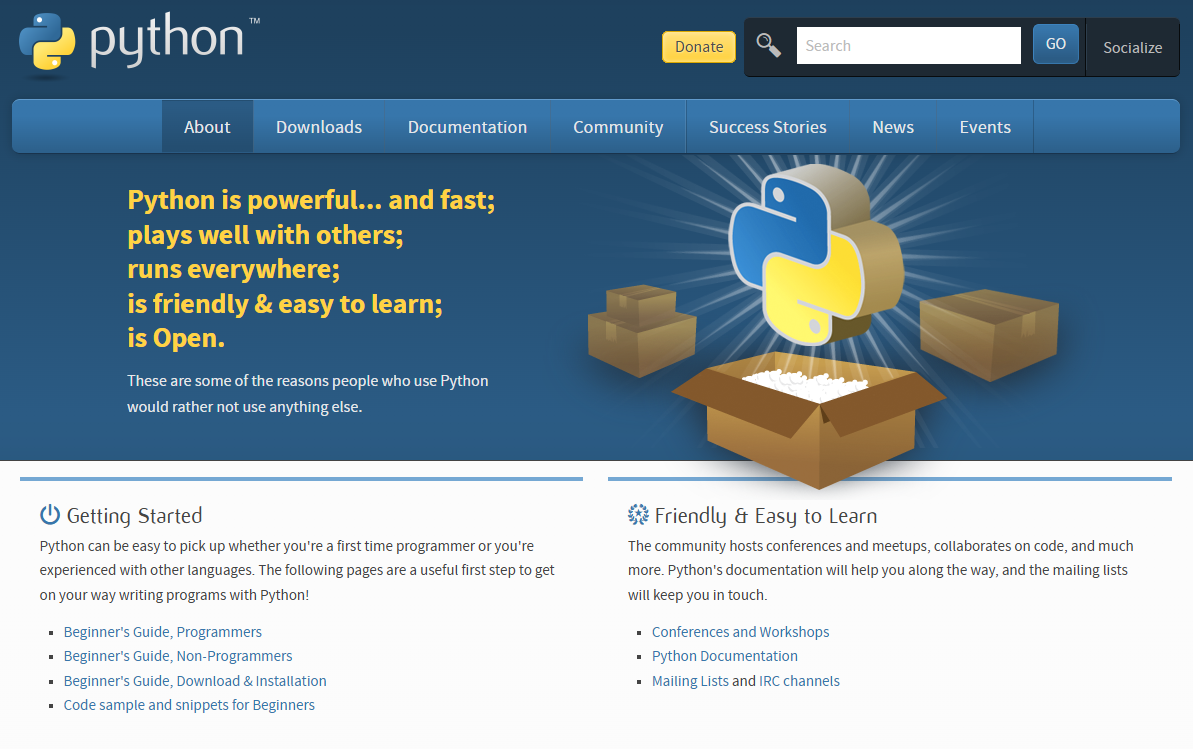 python™
Donate
Search
GO
Socialize
About
Downloads
Documentation
Community
Success Stories
News
Events
Python is powerful... and fast;
plays well with others;
runs everywhere;
is friendly & easy to learn;
is Open.
These are some of the reasons people who use Python
would rather not use anything else.
Getting Started
Python can be easy to pick up whether you're a first time programmer or you're
experienced with other languages. The following pages are a useful first step to get
on your way writing programs with Python!
Beginner's Guide, Programmers
Beginner's Guide, Non-Programmers
Beginner's Guide, Download & Installation
Code sample and snippets for Beginners
Friendly & Easy to Learn
The community hosts conferences and meetups, collaborates on code, and much
more. Python's documentation will help you along the way, and the mailing lists
will keep you in touch.
Conferences and Workshops
Python Documentation
Mailing Lists and IRC channels